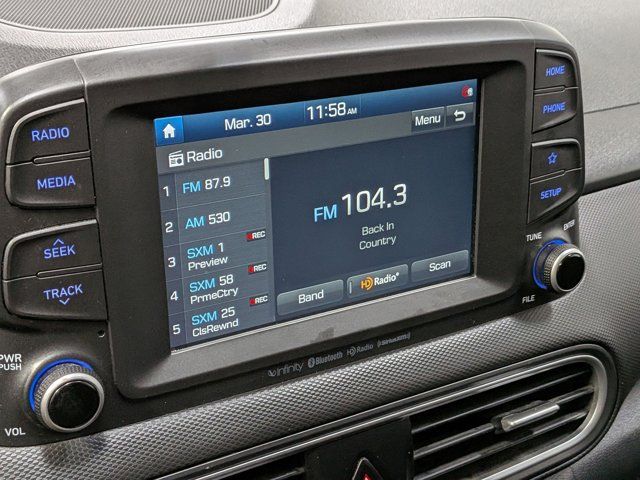 RADIO
MEDIA
SEEK
TRACK
PWR
PUSH
VOL
Mar. 30
11:58 AM
Menu
Radio
1 FM 87.9
2 AM 530
3 SXM 1
Preview
REC
4 SXM 58
PrmeCtry
REC
5 SXM 25
ClsRewnd
REC
FM 104.3
Back In
Country
Band
HD Radio®
Scan
HOME
PHONE
SETUP
TUNE
ENTER
FILE
infinity Bluetooth HD Radio ((SiriusXM))